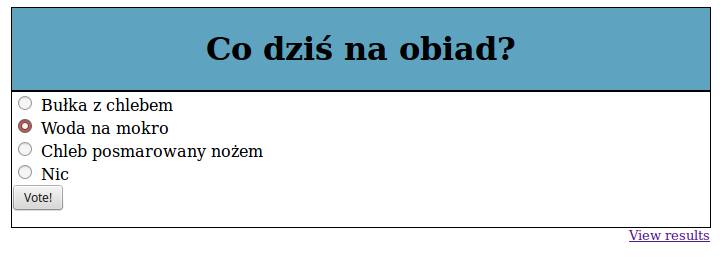 Co dziś na obiad?
Bułka z chlebem
Woda na mokro
Chleb posmarowany nożem
Nic
Vote!
View results